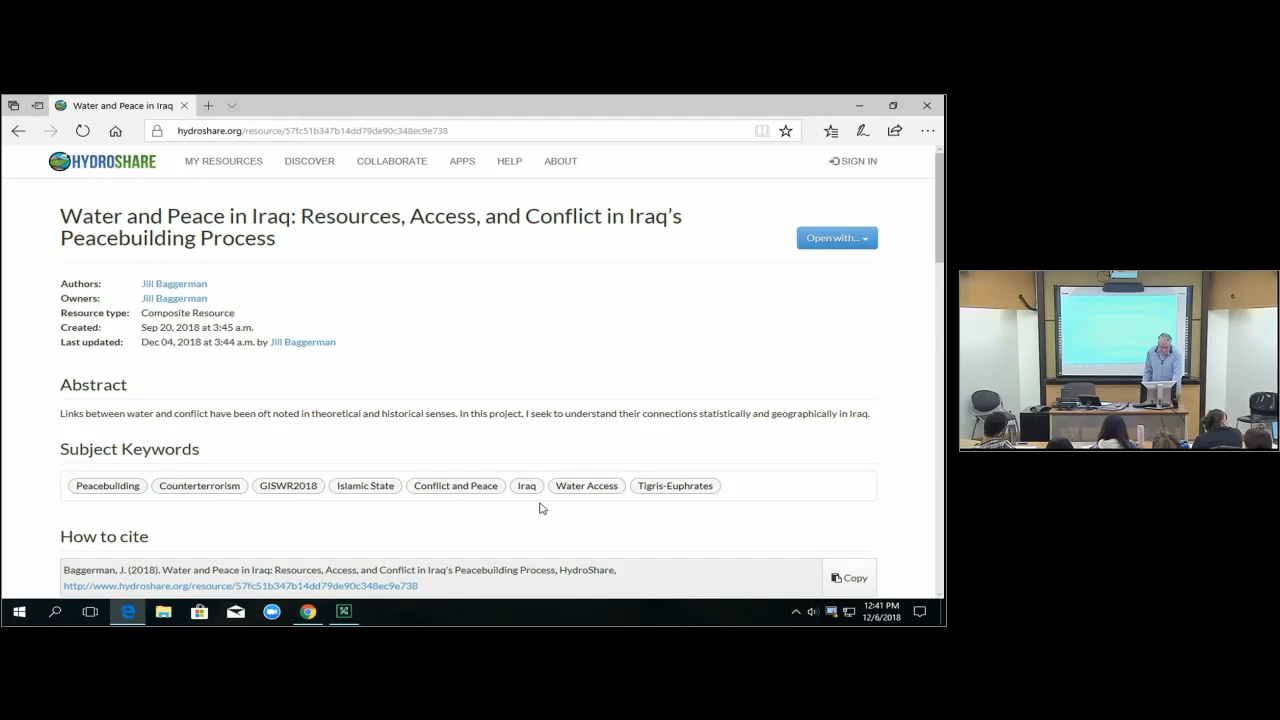 Water and Peace in Iraq
hydroshare.org/resource/57fc51b347b14dd79de90c348ec9e738
HYDROSHARE MY RESOURCES DISCOVER COLLABORATE APPS HELP ABOUT SIGN IN
Water and Peace in Iraq: Resources, Access, and Conflict in Iraq's
Peacebuilding Process
Open with...
Authors: Jill Baggerman
Owners: Jill Baggerman
Resource type: Composite Resource
Created: Sep 20, 2018 at 3:45 a.m.
Last updated: Dec 04, 2018 at 3:44 a.m. by Jill Baggerman
Abstract
Links between water and conflict have been oft noted in theoretical and historical senses. In this project, I seek to understand their connections statistically and geographically in Iraq.
Subject Keywords
Peacebuilding Counterterrorism GISWR2018 Islamic State Conflict and Peace Iraq Water Access Tigris-Euphrates
How to cite
Baggerman, J. (2018). Water and Peace in Iraq: Resources, Access, and Conflict in Iraq's Peacebuilding Process, HydroShare,
http://www.hydroshare.org/resource/57fc51b347b14dd79de90c348ec9e738
Copy
12:41 PM
12/6/2018